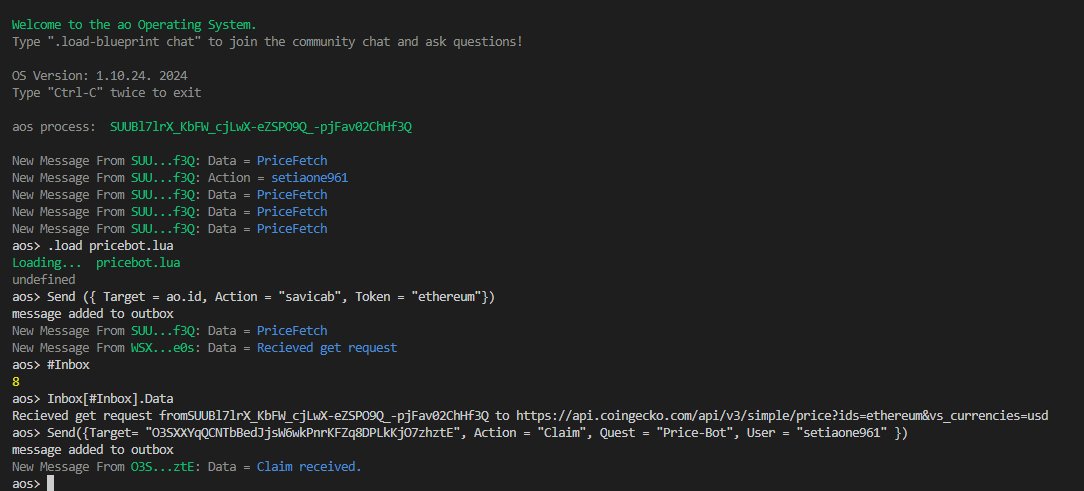 Welcome to the ao Operating System.
Type ".load-blueprint chat" to join the community chat and ask questions!
OS Version: 1.10.24. 2024
Type "Ctrl-C" twice to exit
aos process:  SUUBl7lrX_KbFW_cjLwX-eZSPO9Q_-pjFav02ChHf3Q
New Message From SUU...f3Q: Data = PriceFetch
New Message From SUU...f3Q: Action = setiaone961
New Message From SUU...f3Q: Data = PriceFetch
New Message From SUU...f3Q: Data = PriceFetch
New Message From SUU...f3Q: Data = PriceFetch
aos> .load pricebot.lua
Loading...  pricebot.lua
undefined
aos> Send ({ Target = ao.id, Action = "savicab", Token = "ethereum"})
message added to outbox
New Message From SUU...f3Q: Data = PriceFetch
New Message From WSX...e0s: Data = Recieved get request
aos> #Inbox
8
aos> Inbox[#Inbox].Data
Recieved get request fromSUUBl7lrX_KbFW_cjLwX-eZSPO9Q_-pjFav02ChHf3Q to https://api.coingecko.com/api/v3/simple/price?ids=ethereum&vs_currencies=usd
aos> Send({Target= "O3SXXYqQCNTbBedJjsW6wkPnrKFZq8DPLkKjO7zhztE", Action = "Claim", Quest = "Price-Bot", User = "setiaone961" })
message added to outbox
New Message From O3S...ztE: Data = Claim received.
aos>